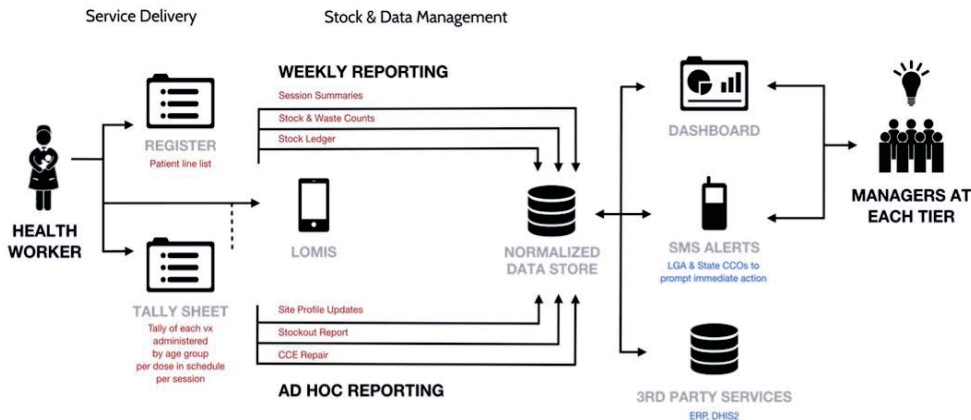 Service Delivery
Stock & Data Management
WEEKLY REPORTING
Session Summaries
Stock & Waste Counts
Stock Ledger
REGISTER
Patient line list
HEALTH
WORKER
LOMIS
TALLY SHEET
Tally of each vx
administered
by age group
per dose in schedule
per session
Site Profile Updates
Stockout Report
CCE Repair
AD HOC REPORTING
NORMALIZED
DATA STORE
DASHBOARD
SMS ALERTS
LGA & State CCOs to
prompt immediate action
3RD PARTY SERVICES
ERP, DHIS2
MANAGERS AT
EACH TIER